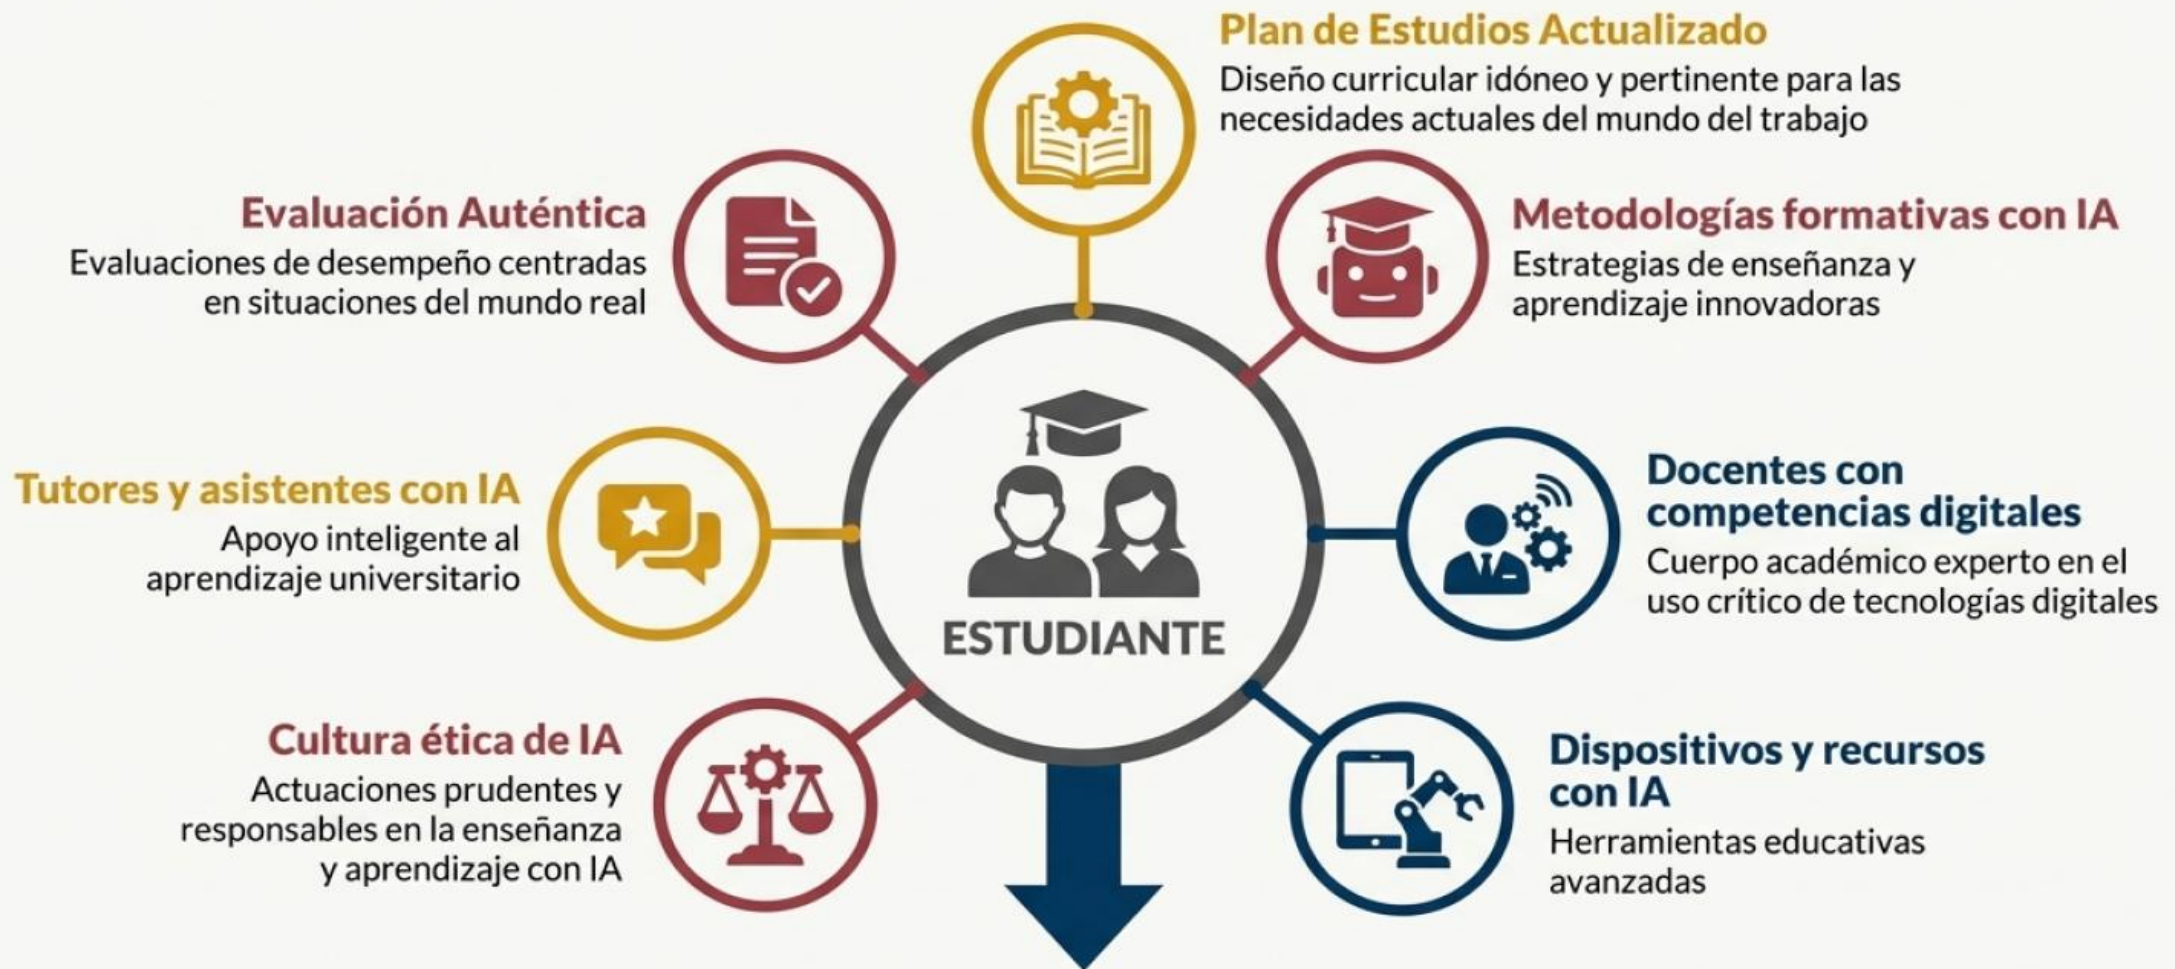 Plan de Estudios Actualizado
Diseño curricular idóneo y pertinente para las
necesidades actuales del mundo del trabajo
Evaluación Auténtica
Evaluaciones de desempeño centradas
en situaciones del mundo real
Metodologías formativas con IA
Estrategias de enseñanza y
aprendizaje innovadoras
Tutores y asistentes con IA
Apoyo inteligente al
aprendizaje universitario
ESTUDIANTE
Docentes con
competencias digitales
Cuerpo académico experto en el
uso crítico de tecnologías digitales
Cultura ética de IA
Actuaciones prudentes y
responsables en la enseñanza
y aprendizaje con IA
Dispositivos y recursos
con IA
Herramientas educativas
avanzadas